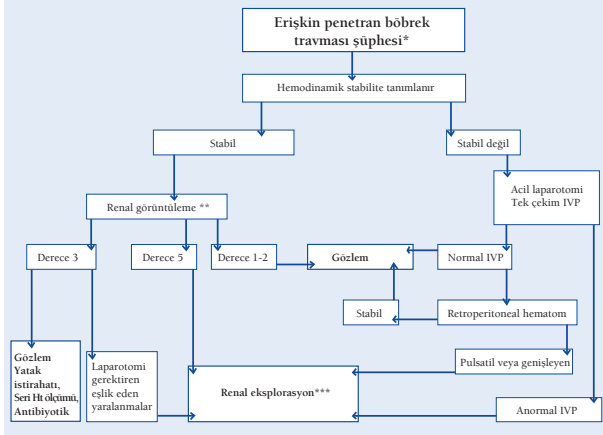 Erişkin penetran böbrek
travması şüphesi*
Hemodinamik stabilite tanımlanır
Stabil
Stabil değil
Renal görüntüleme **
Acil laparotomi
Tek çekim IVP
Derece 3
Derece 5
Derece 1-2
Gözlem
Normal IVP
Stabil
Retroperitoneal hematom
Gözlem
Yatak
istirahatı,
Seri Ht ölçümü,
Antibiyotik
Laparotomi
gerektiren
eşlik eden
yaralanmalar
Renal eksplorasyon***
Pulsatil veya genişleyen
Anormal IVP